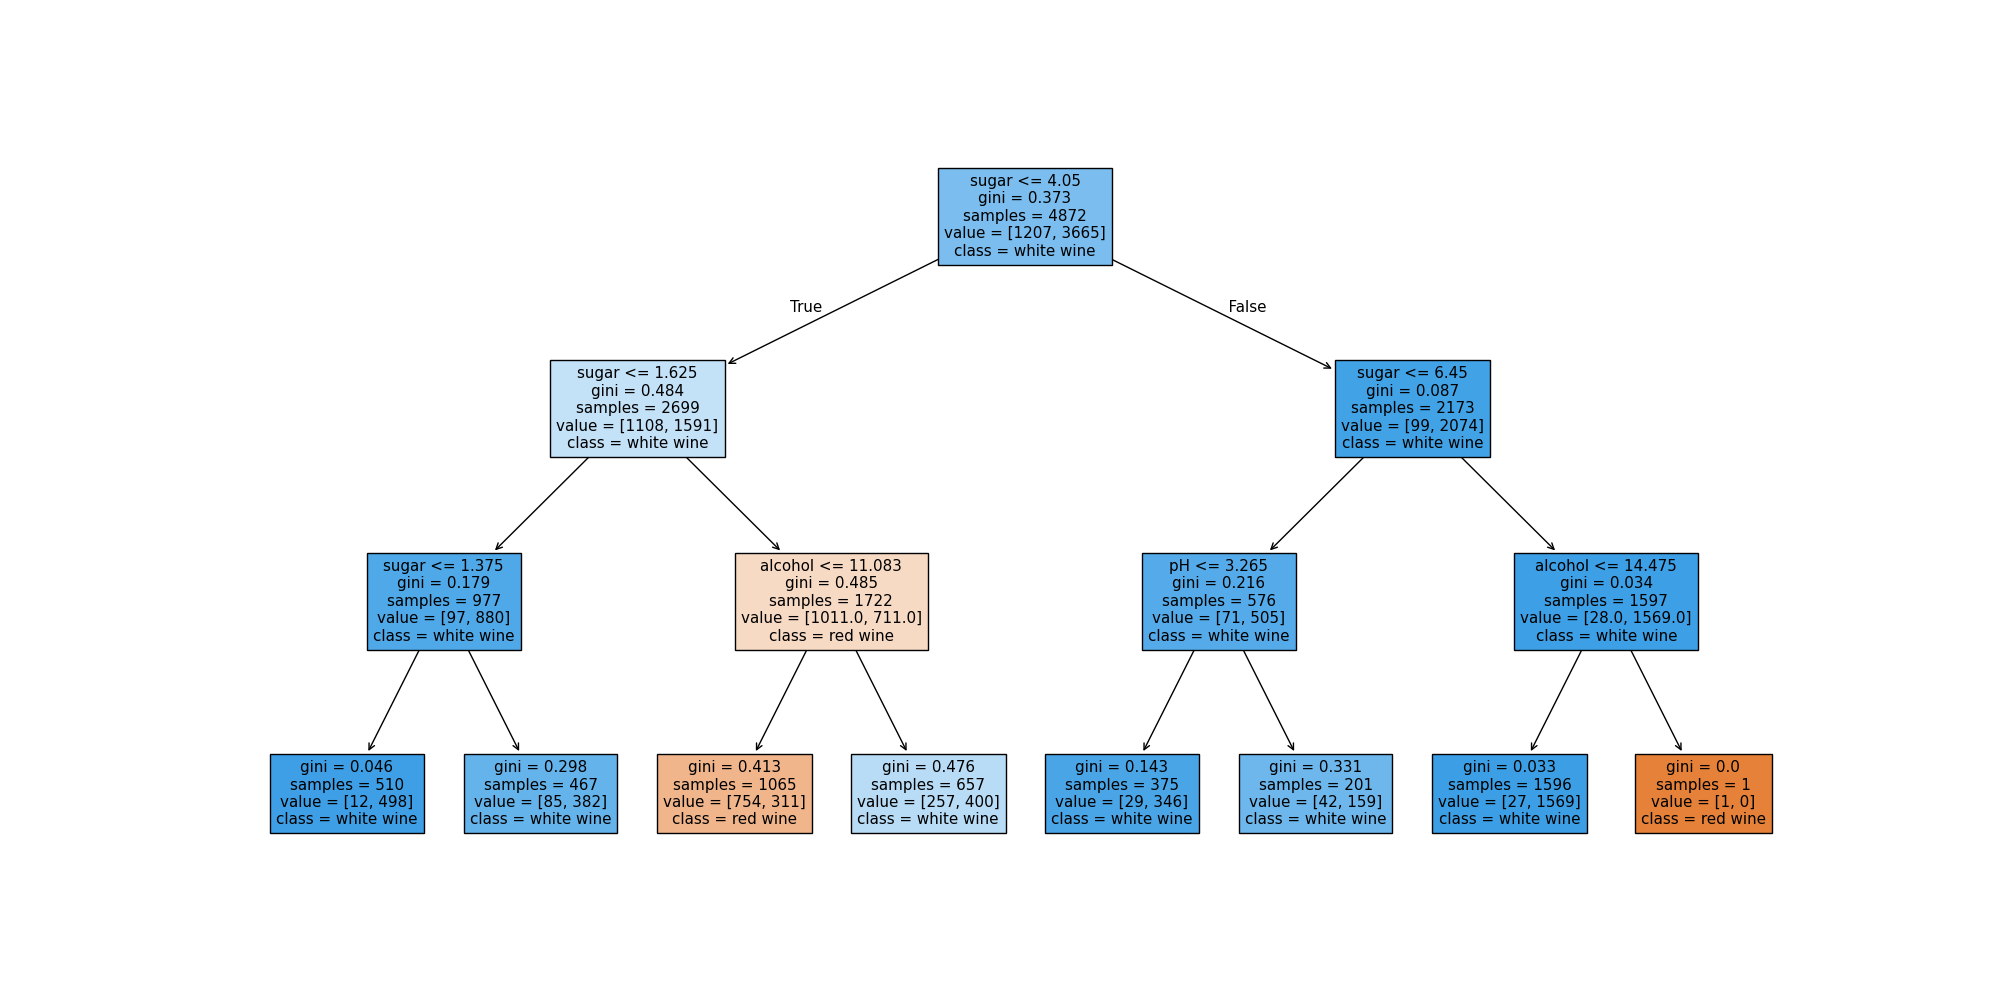 sugar <= 4.05
gini = 0.373
samples = 4872
value = [1207, 3665]
class = white wine
True
False
sugar <= 1.625
gini = 0.484
samples = 2699
value = [1108, 1591]
class = white wine
sugar <= 6.45
gini = 0.087
samples = 2173
value = [99, 2074]
class = white wine
sugar <= 1.375
gini = 0.179
samples = 977
value = [97, 880]
class = white wine
alcohol <= 11.083
gini = 0.485
samples = 1722
value = [1011.0, 711.0]
class = red wine
pH <= 3.265
gini = 0.216
samples = 576
value = [71, 505]
class = white wine
alcohol <= 14.475
gini = 0.034
samples = 1597
value = [28.0, 1569.0]
class = white wine
gini = 0.046
samples = 510
value = [12, 498]
class = white wine
gini = 0.298
samples = 467
value = [85, 382]
class = white wine
gini = 0.413
samples = 1065
value = [754, 311]
class = red wine
gini = 0.476
samples = 657
value = [257, 400]
class = white wine
gini = 0.143
samples = 375
value = [29, 346]
class = white wine
gini = 0.331
samples = 201
value = [42, 159]
class = white wine
gini = 0.033
samples = 1596
value = [27, 1569]
class = white wine
gini = 0.0
samples = 1
value = [1, 0]
class = red wine